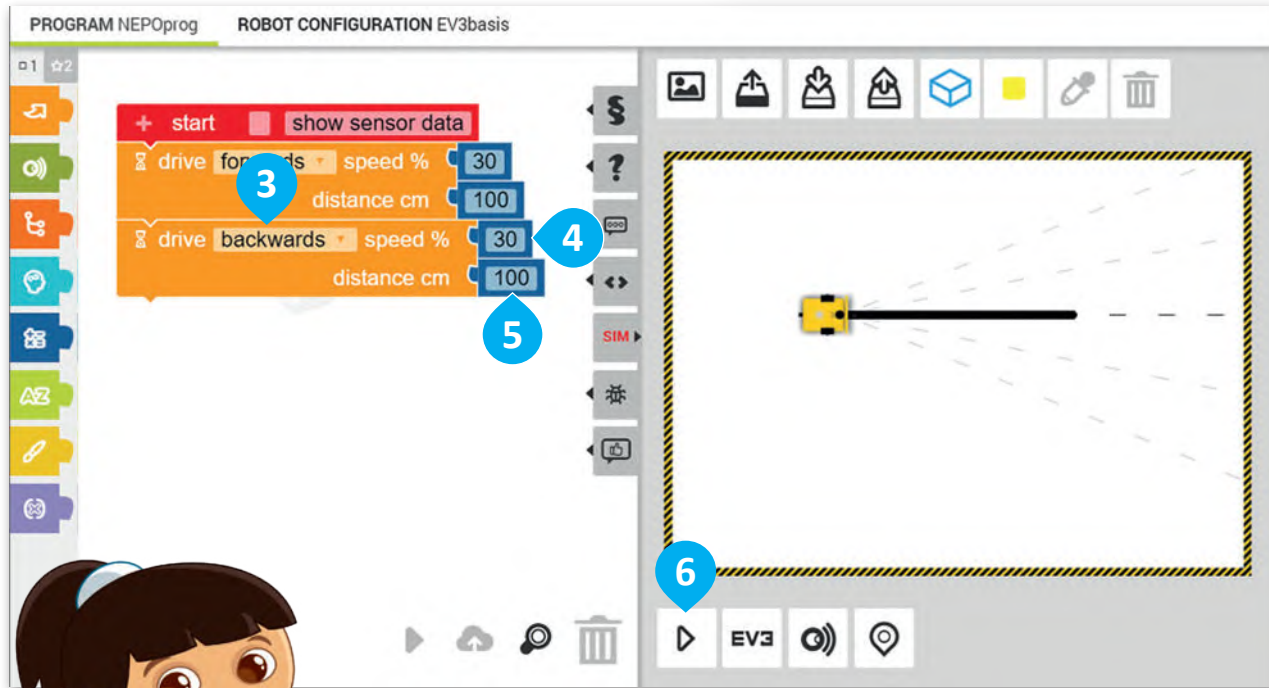 PROGRAM NEPOprog ROBOT CONFIGURATION EV3basis
1 2
+ start show sensor data
drive speed % 30
3
distance cm 100
drive backwards speed % 30 4
distance cm 100
5
SIM
AZ
6
EV3